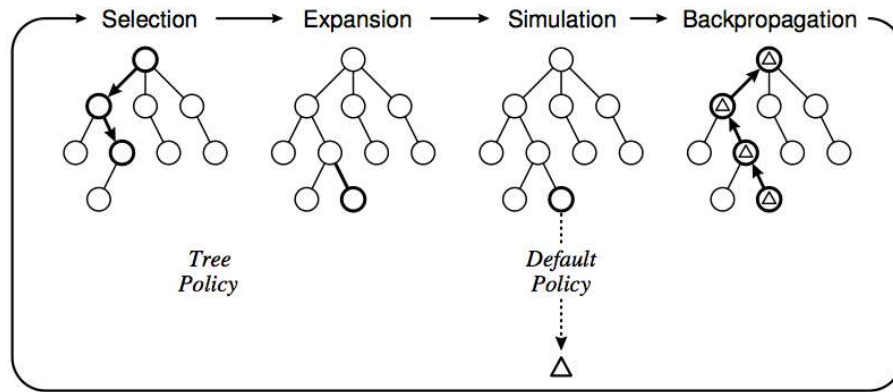 Selection Expansion Simulation Backpropagation
Tree
Policy
Default
Policy